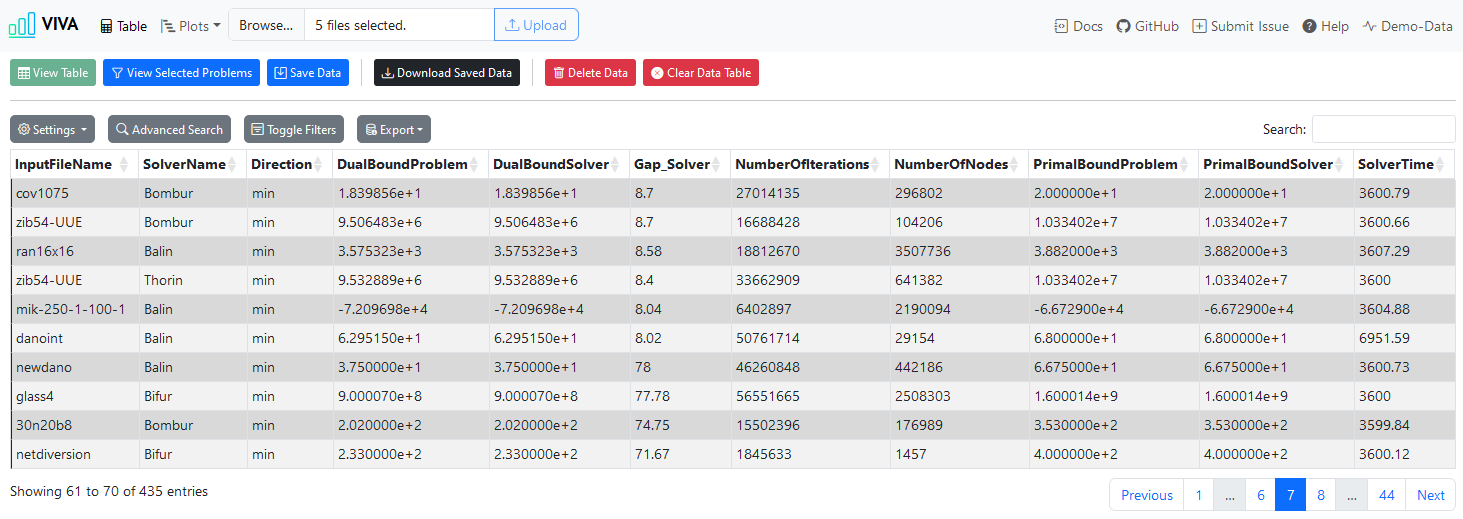 VIVA Table Plots Browse... 5 files selected. Upload Docs GitHub Submit Issue Help Demo-Data
View Table View Selected Problems Save Data Download Saved Data Delete Data Clear Data Table
Settings Advanced Search Toggle Filters Export Search:
InputFileName SolverName Direction DualBoundProblem DualBoundSolver Gap_Solver NumberOfIterations NumberOfNodes PrimalBoundProblem PrimalBoundSolver SolverTime
cov1075 Bombur min 1.839856e+1 1.839856e+1 8.7 27014135 296802 2.000000e+1 2.000000e+1 3600.79
zib54-UUE Bombur min 9.506483e+6 9.506483e+6 8.7 16688428 104206 1.033402e+7 1.033402e+7 3600.66
ran16x16 Balin min 3.575323e+3 3.575323e+3 8.58 18812670 3507736 3.882000e+3 3.882000e+3 3607.29
zib54-UUE Thorin min 9.532889e+6 9.532889e+6 8.4 33662909 641382 1.033402e+7 1.033402e+7 3600
mik-250-1-100-1 Balin min -7.209698e+4 -7.209698e+4 8.04 6402897 2190094 -6.672900e+4 -6.672900e+4 3604.88
danoint Balin min 6.295150e+1 6.295150e+1 8.02 50761714 29154 6.800000e+1 6.800000e+1 6951.59
newdano Balin min 3.750000e+1 3.750000e+1 78 46260848 442186 6.675000e+1 6.675000e+1 3600.73
glass4 Bifur min 9.000070e+8 9.000070e+8 77.78 56551665 2508303 1.600014e+9 1.600014e+9 3600
30n20b8 Bombur min 2.020000e+2 2.020000e+2 74.75 15502396 176989 3.530000e+2 3.530000e+2 3599.84
netdiversion Bifur min 2.330000e+2 2.330000e+2 71.67 1845633 1457 4.000000e+2 4.000000e+2 3600.12
Showing 61 to 70 of 435 entries Previous 1 ... 6 7 8 ... 44 Next